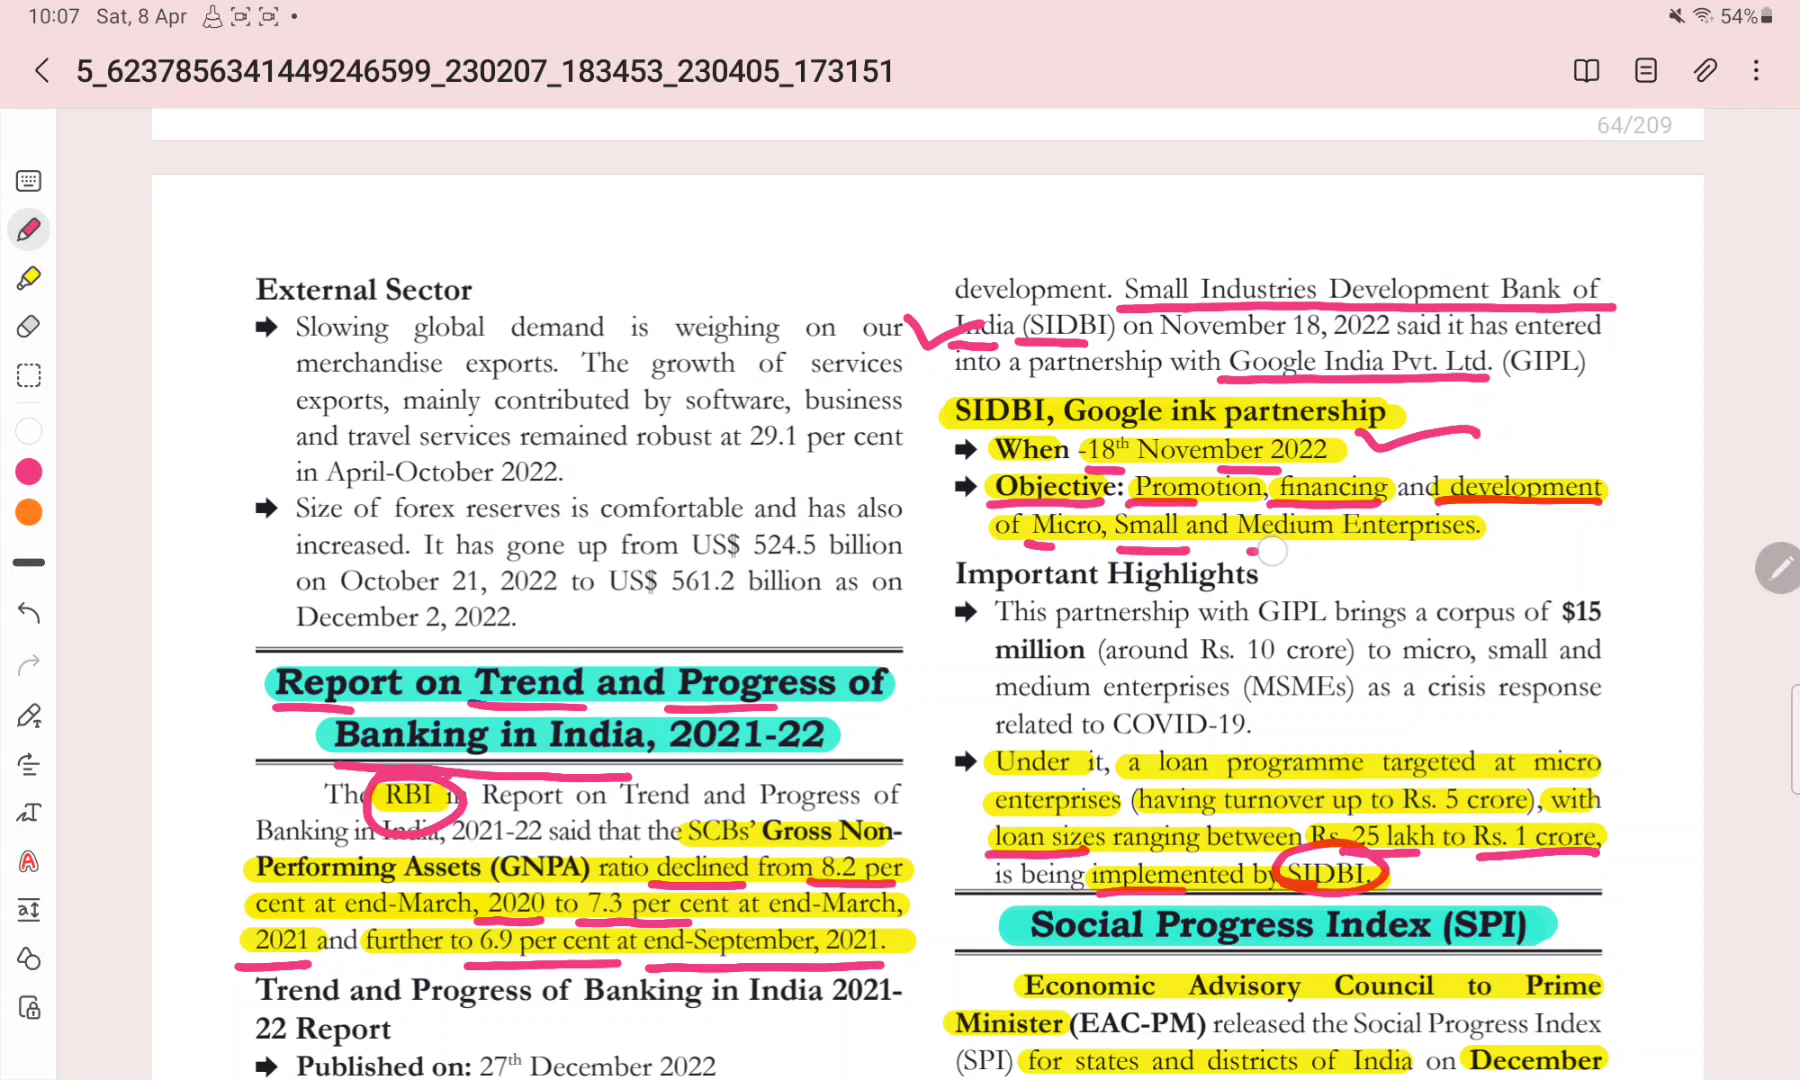 10:07 Sat, 8 Apr
54%
5_6237856341449246599_230207_183453_230405_173151
64/209
External Sector
Slowing global demand is weighing on our
merchandise exports. The growth of services
exports, mainly contributed by software, business
and travel services remained robust at 29.1 per cent
in April-October 2022.
Size of forex reserves is comfortable and has also
increased. It has gone up from US$ 524.5 billion
on October 21, 2022 to US$ 561.2 billion as on
December 2, 2022.
Report on Trend and Progress of
Banking in India, 2021-22
The RBI in Report on Trend and Progress of
Banking in India, 2021-22 said that the SCBs' Gross Non-
Performing Assets (GNPA) ratio declined from 8.2 per
cent at end-March, 2020 to 7.3 per cent at end-March,
2021 and further to 6.9 per cent at end-September, 2021.
Trend and Progress of Banking in India 2021-
22 Report
Published on: 27th December 2022
development. Small Industries Development Bank of
India (SIDBI) on November 18, 2022 said it has entered
into a partnership with Google India Pvt. Ltd. (GIPL)
SIDBI, Google ink partnership
When -18th November 2022
Objective: Promotion, financing and development
of Micro, Small and Medium Enterprises.
Important Highlights
This partnership with GIPL brings a corpus of $15
million (around Rs. 10 crore) to micro, small and
medium enterprises (MSMEs) as a crisis response
related to COVID-19.
Under it, a loan programme targeted at micro
enterprises (having turnover up to Rs. 5 crore), with
loan sizes ranging between Rs. 25 lakh to Rs. 1 crore,
is being implemented by SIDBI.
Social Progress Index (SPI)
Economic Advisory Council to Prime
Minister (EAC-PM) released the Social Progress Index
(SPI) for states and districts of India on December